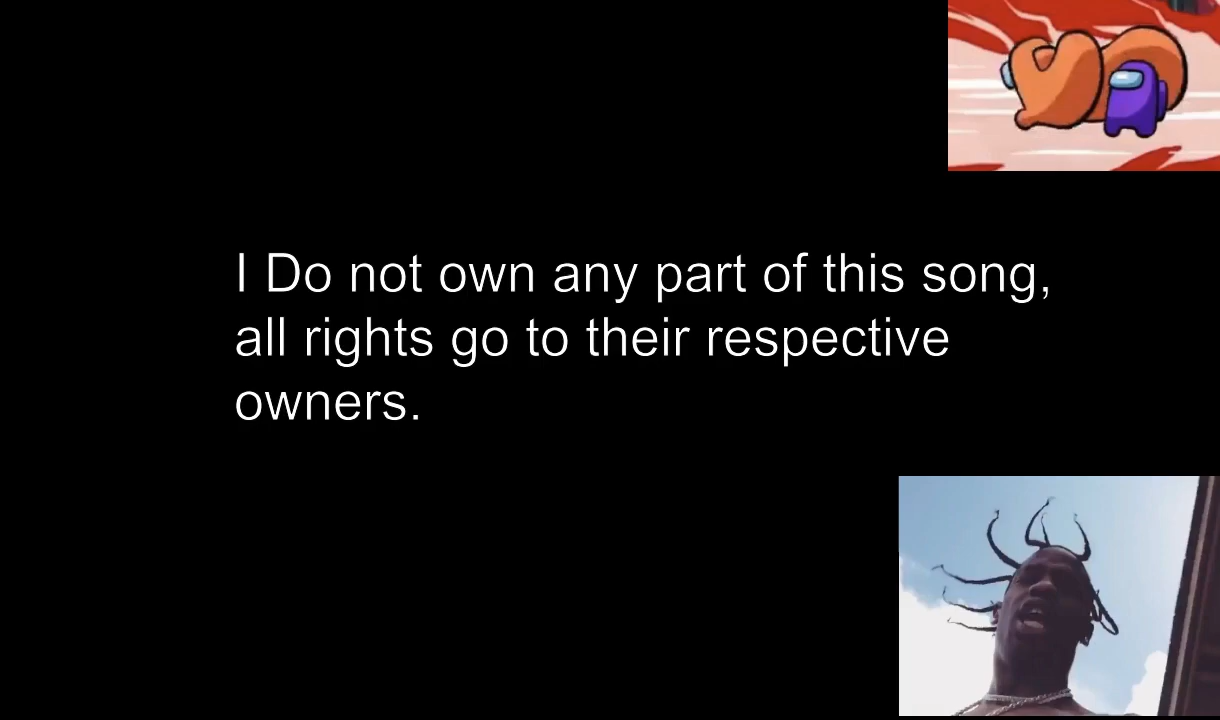 I Do not own any part of this song,
all rights go to their respective
owners.